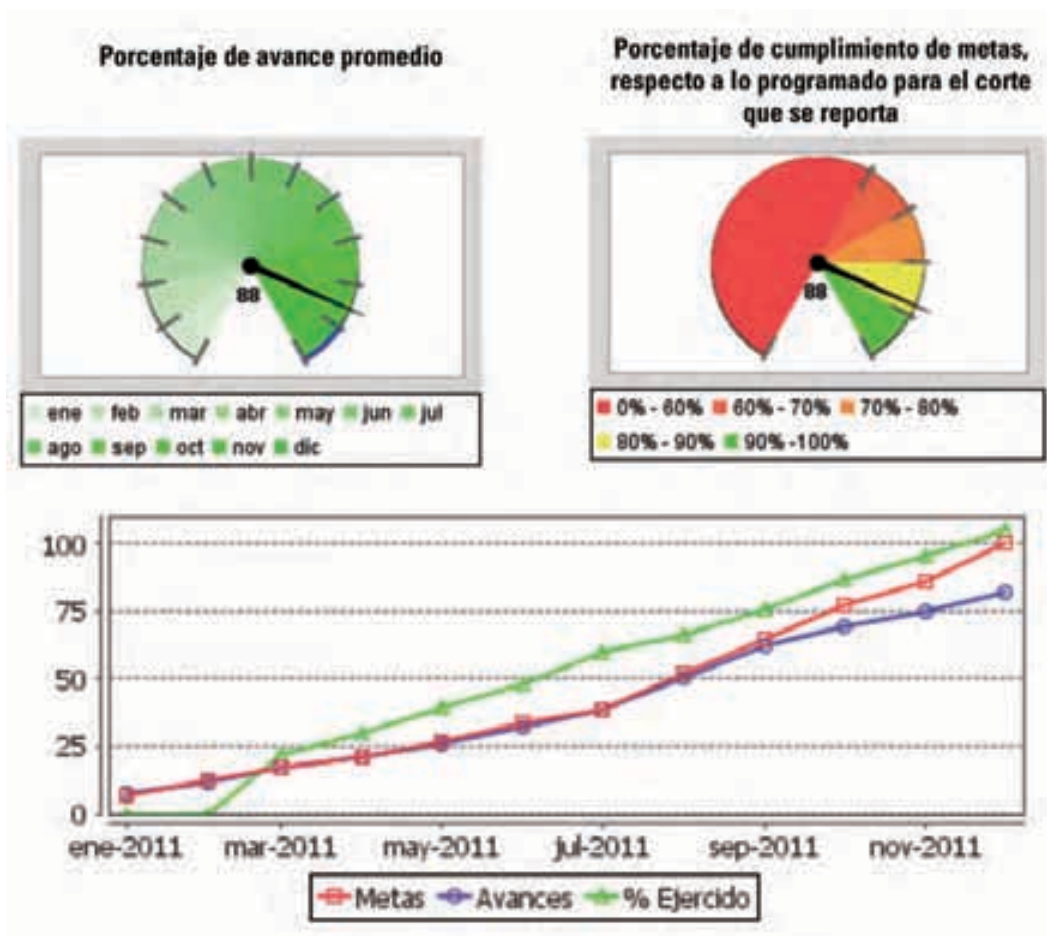 Porcentaje de avance promedio
Porcentaje de cumplimiento de metas,
respecto a lo programado para el corte
que se reporta
88
88
ene feb mar abr may jun jul
ago sep oct nov dic
0% - 60% 60% - 70% 70% - 80%
80% - 90% 90% -100%
100
75
50
25
0
ene-2011 mar-2011 may-2011 jul-2011 sep-2011 nov-2011
Metas Avances % Ejercido